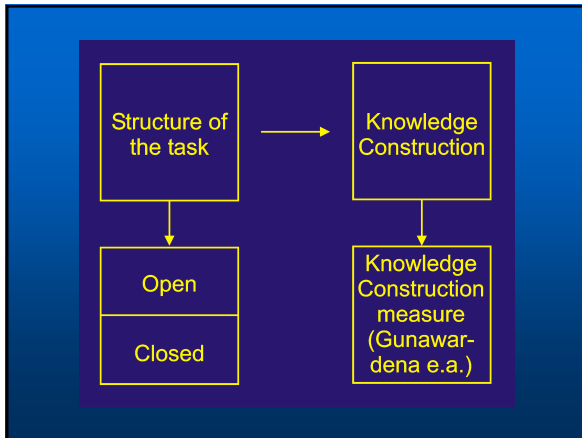 Structure of
the task
Knowledge
Construction
Open
Closed
Knowledge
Construction
measure
(Gunawar-
dena e.a.)